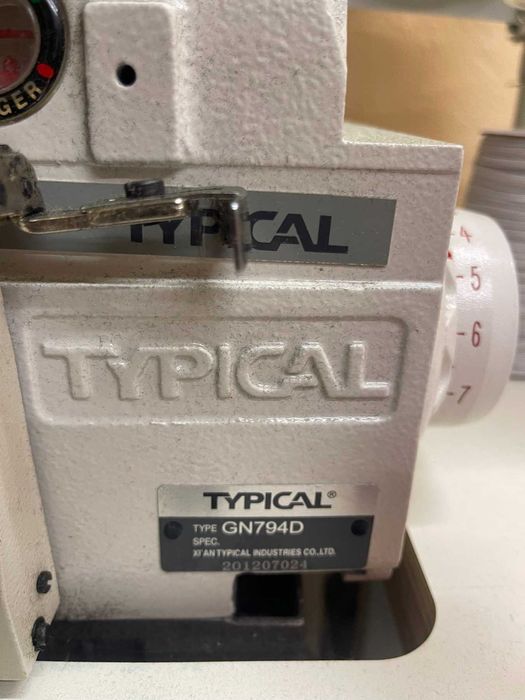 GER
TYPICAL
4
5
6
7
TYPICAL
TYPICAL®
TYPE GN794D
SPEC.
XI'AN TYPICAL INDUSTRIES CO.,LTD.
201207024